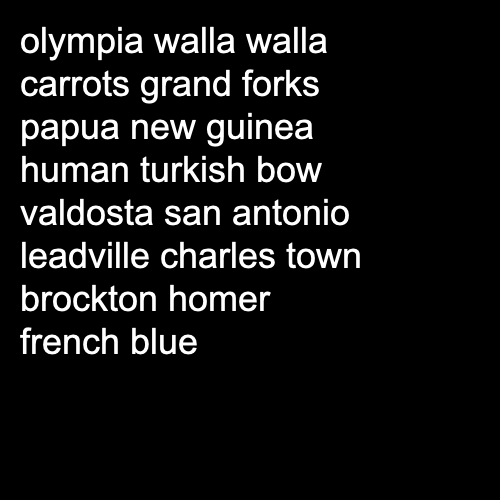 olympia walla walla
carrots grand forks
papua new guinea
human turkish bow
valdosta san antonio
leadville charles town
brockton homer
french blue